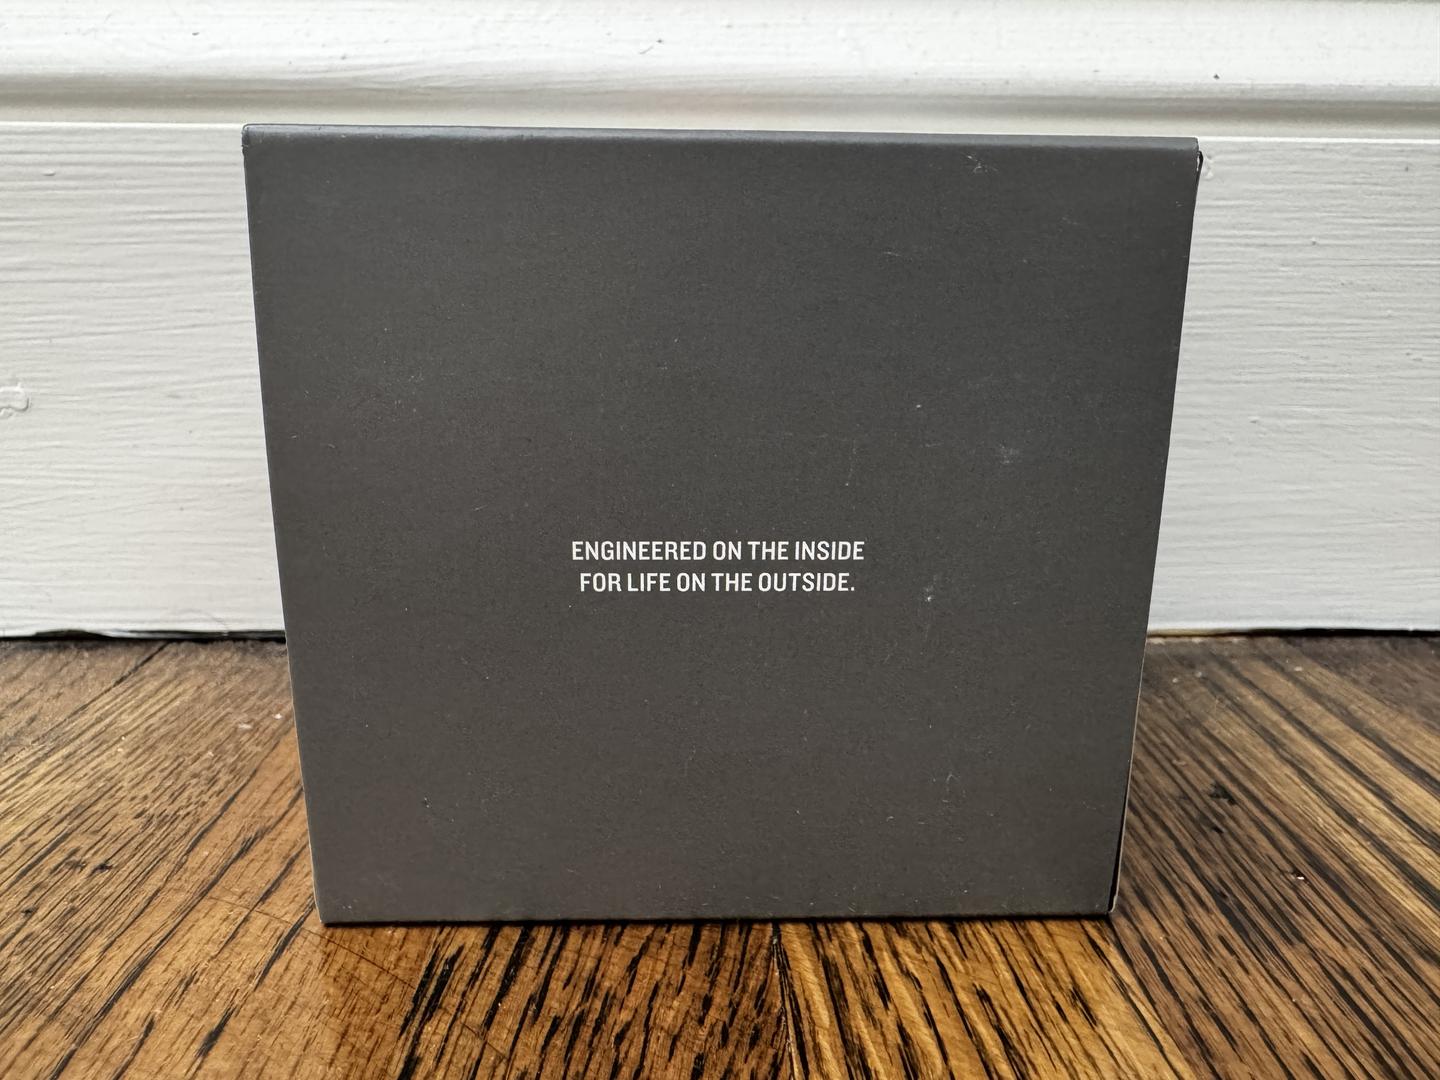 ENGINEERED ON THE INSIDE
FOR LIFE ON THE OUTSIDE.